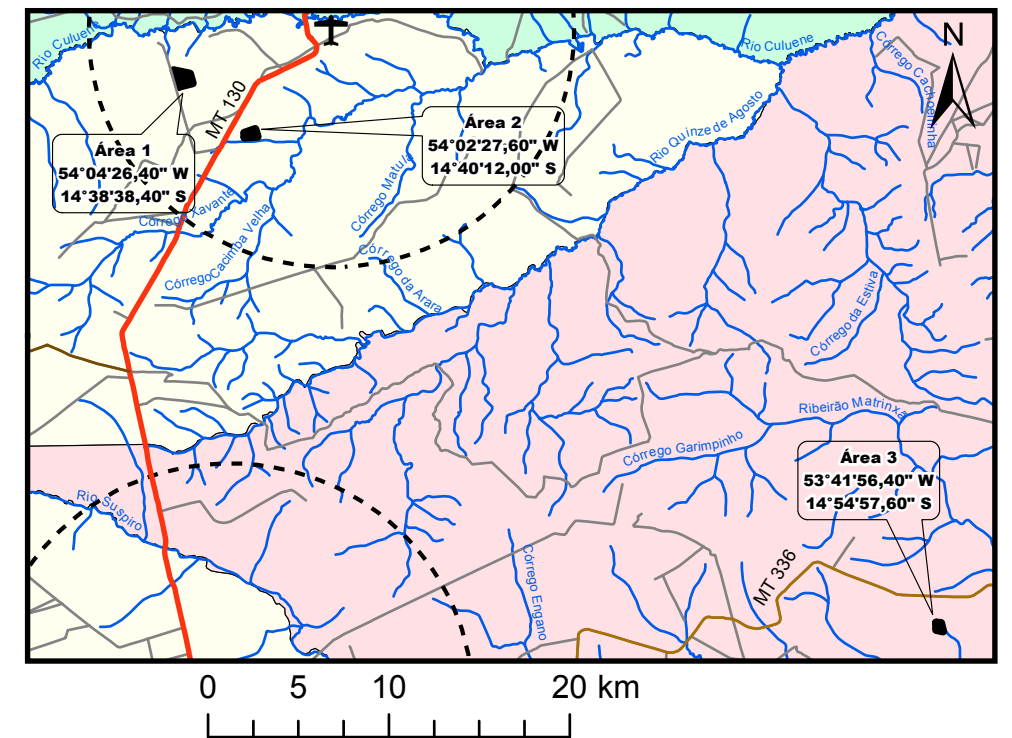 Rio Culuene
Rio Culuene
Córrego Cachoeirinha
N
MT 130
Área 1
54°04'26,40" W
14°38'38,40" S
Área 2
54°02'27,60" W
14°40'12,00" S
Rio Quinze de Agosto
Córrego Matula
Córrego Xavante
Córrego Cacimba Velha
Córrego da Arara
Córrego da Estiva
Ribeirão Matrinxã
Córrego Garimpinho
Área 3
53°41'56,40" W
14°54'57,60" S
Rio Suspiro
Córrego Engano
MT 336
0 5 10 20 km